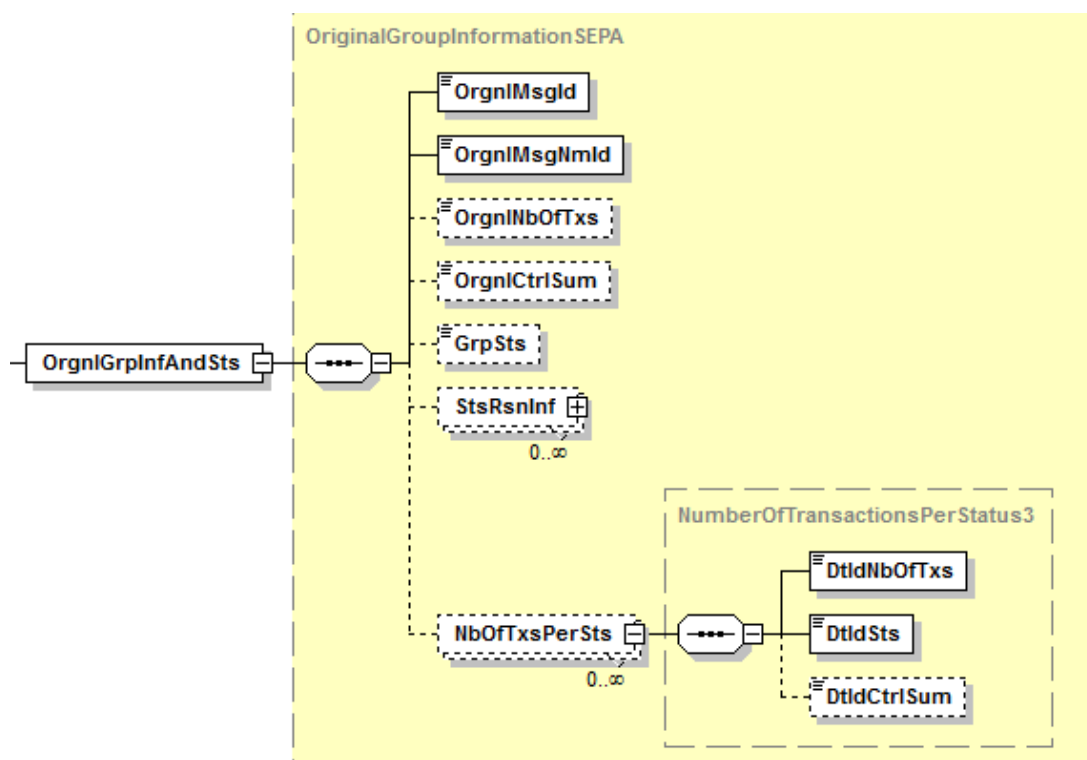 OriginalGroupInformationSEPA
OrgnlMsgId
OrgnlMsgNmId
OrgnlNbOfTxs
OrgnlCtrlSum
GrpSts
OrgnlGrpInfAndSts
StsRsnInf
0..∞
NumberOfTransactionsPerStatus3
DtldNbOfTxs
NbOfTxsPerSts
DtldSts
0..∞
DtldCtrlSum